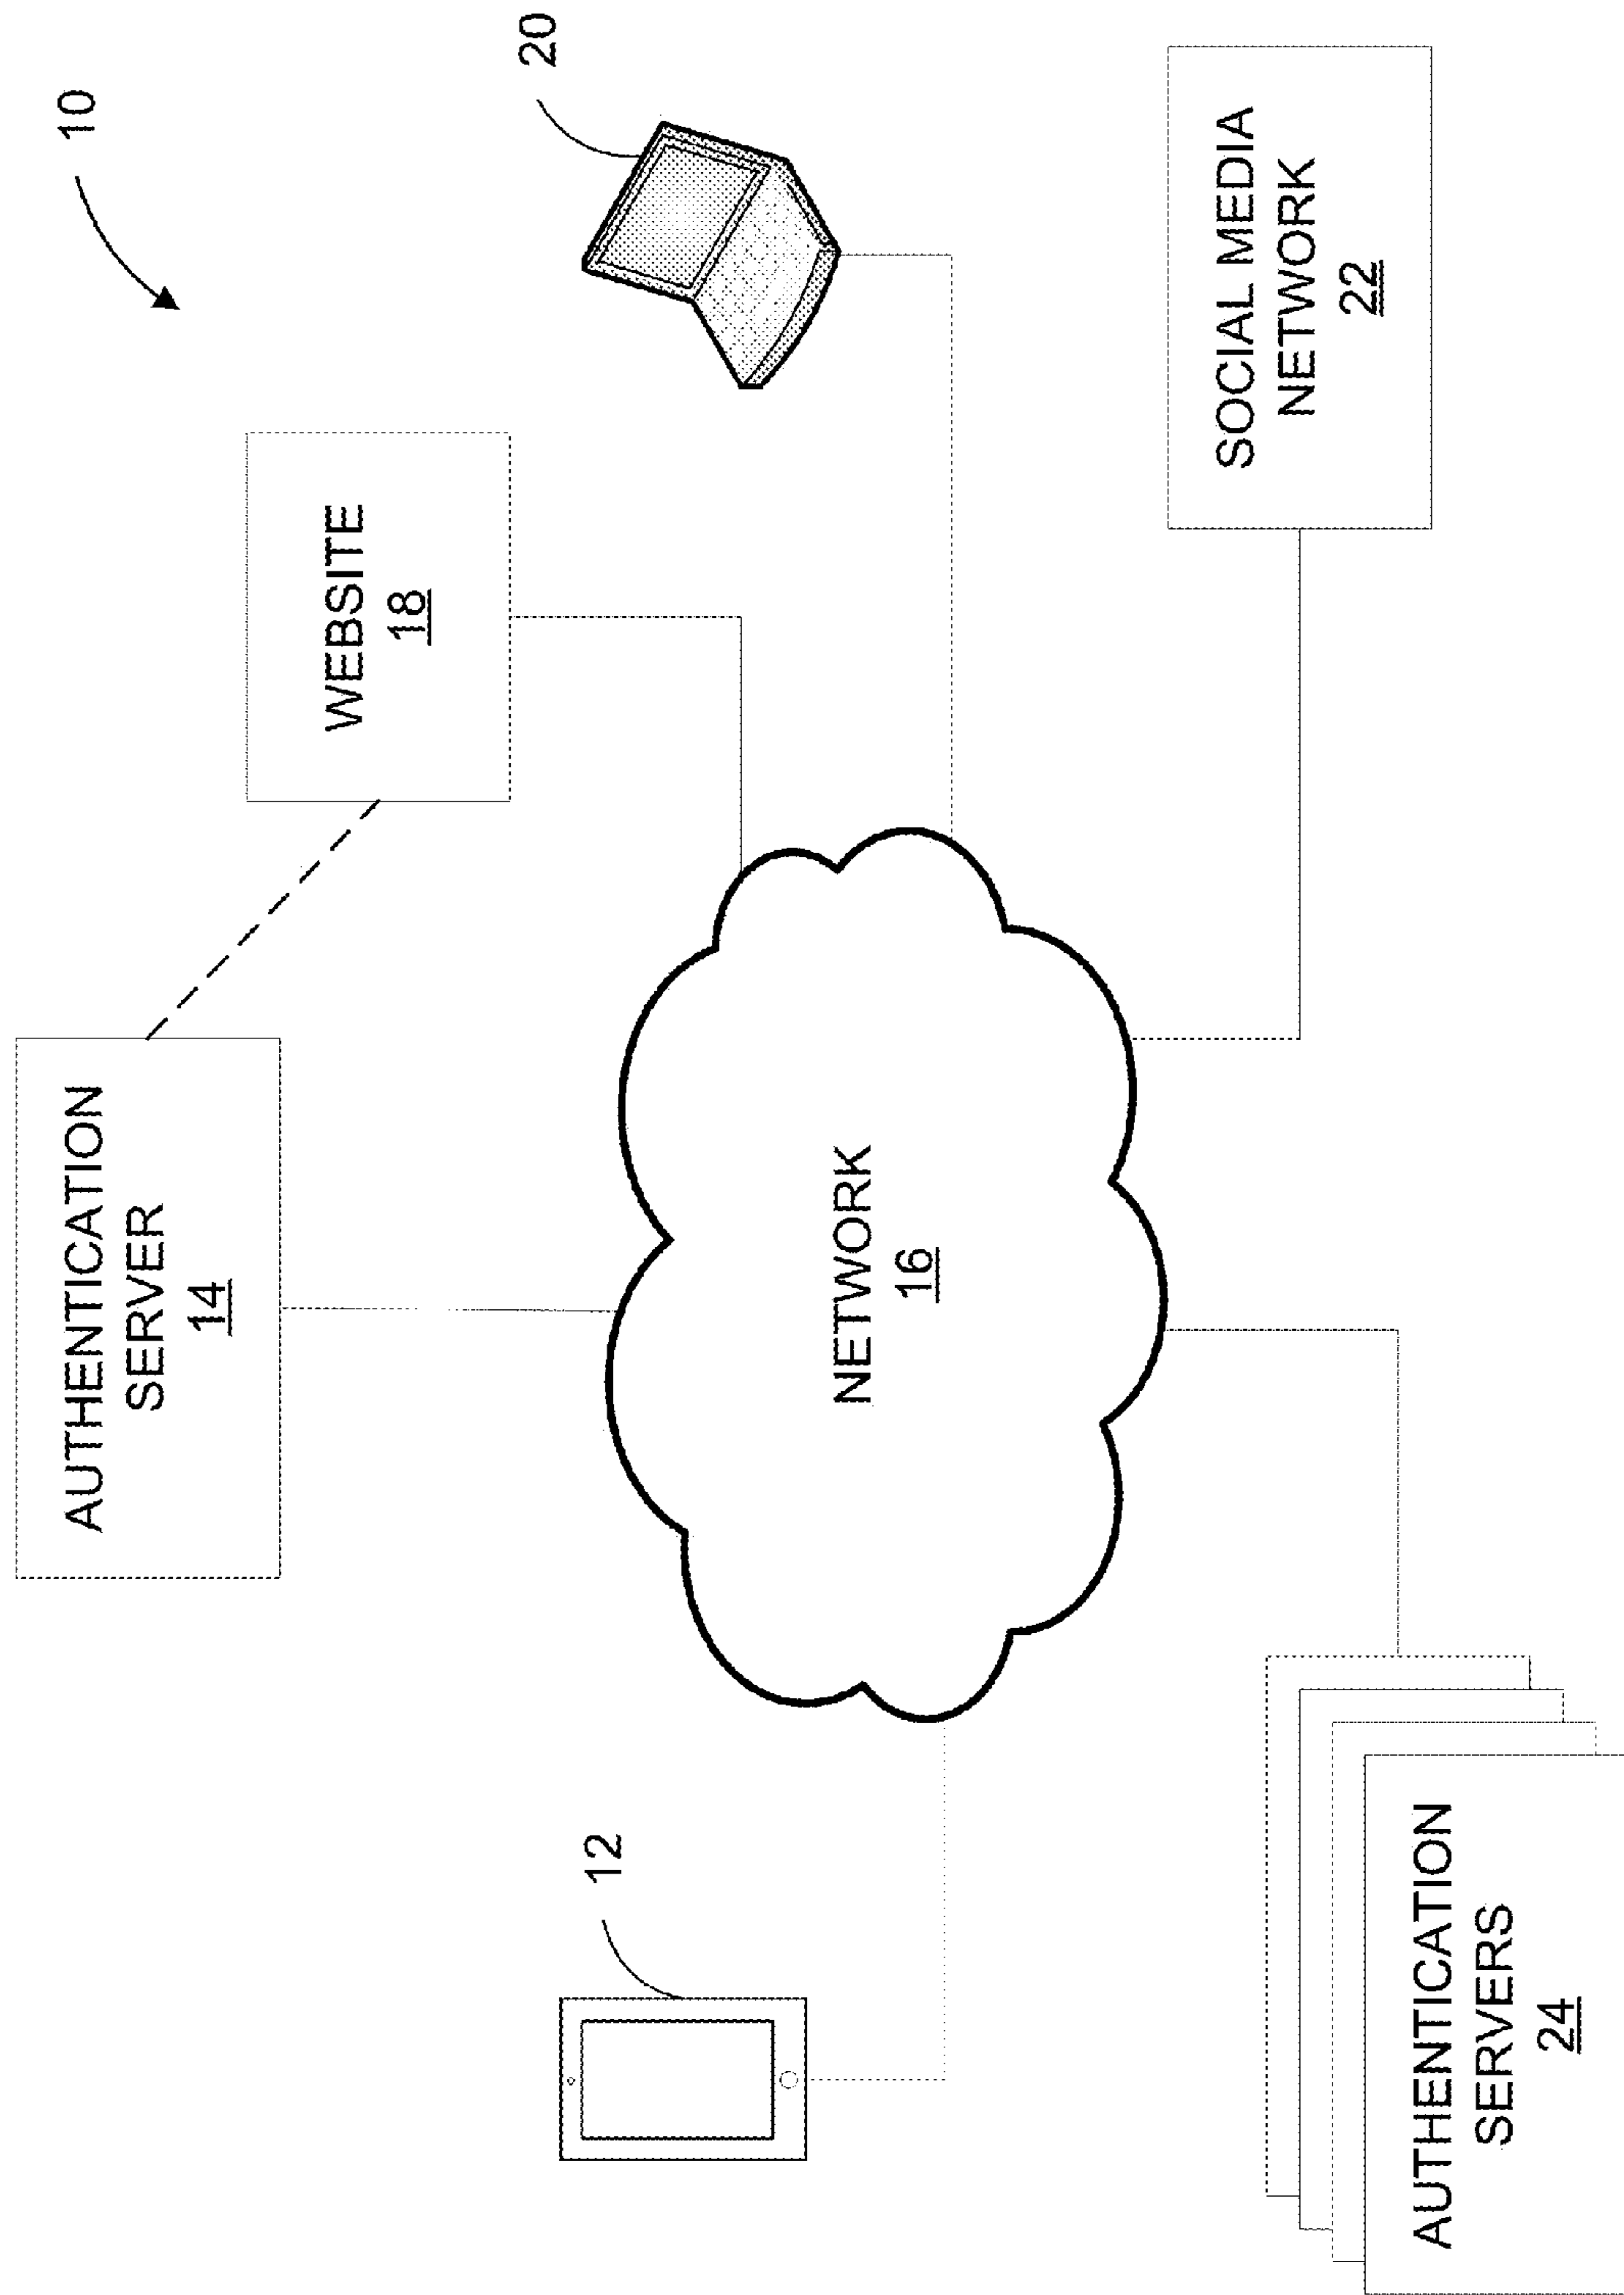 10
AUTHENTICATION
SERVER
14
WEBSITE
18
20
12
NETWORK
16
AUTHENTICATION
SERVERS
24
SOCIAL MEDIA
NETWORK
22